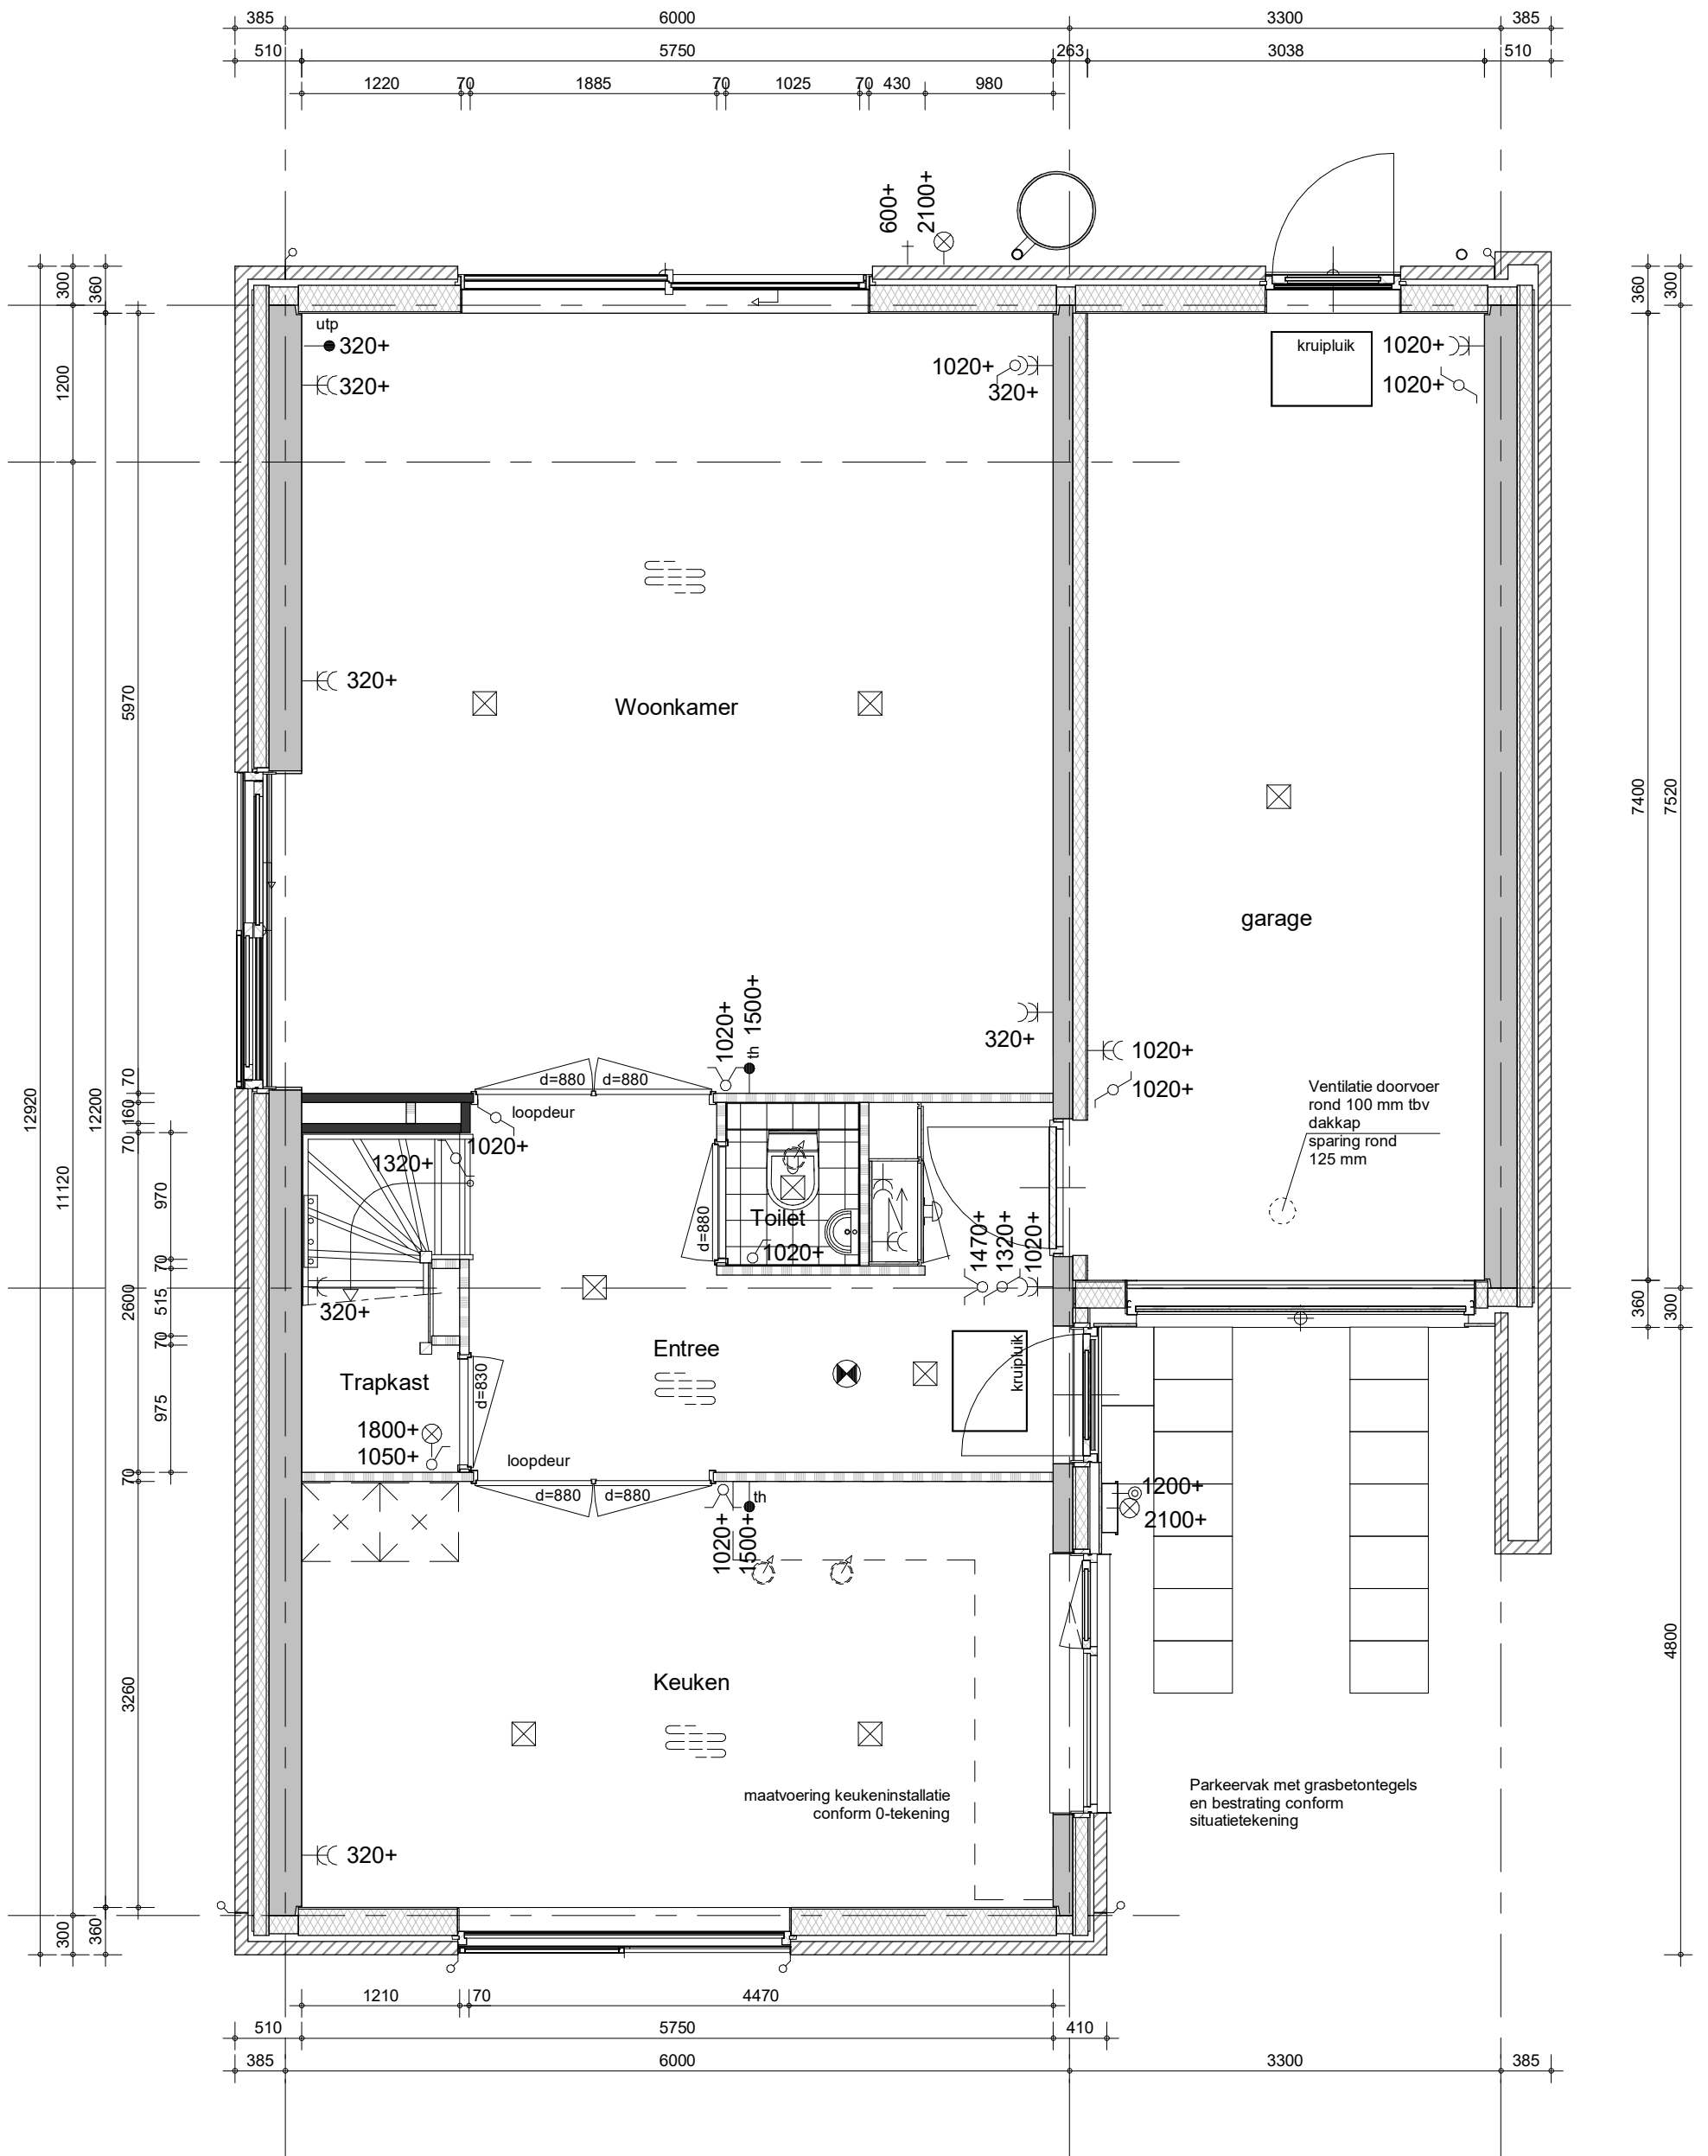 385 6000 3300 385
510 5750 263 3038 510
1220 70 1885 70 1025 70 430 980
600+
2100+
300
360
360
300
utp
320+
320+
1020+
320+
kruipluik
1020+
1020+
1200
320+
Woonkamer
5970
7400
7520
garage
1020+
th 1500+
320+
1020+
1020+
Ventilatie doorvoer
rond 100 mm tbv
dakkap
sparing rond
125 mm
d=880 d=880
loopdeur
1020+
1320+
12920
11120
12200
70
160
70
970
70
515
70
975
2600
70
d=880
Toilet
1020+
1470+
1320+
1020+
320+
360
300
Entree
kruipluik
Trapkast
d=830
1800+
1050+
loopdeur
d=880 d=880
th
1020+
1500+
1200+
2100+
3260
4800
Keuken
maatvoering keukeninstallatie
conform 0-tekening
Parkeervak met grasbetontegels
en bestrating conform
situatietekening
320+
300
360
1210 70 4470
510 5750 410
385 6000 3300 385